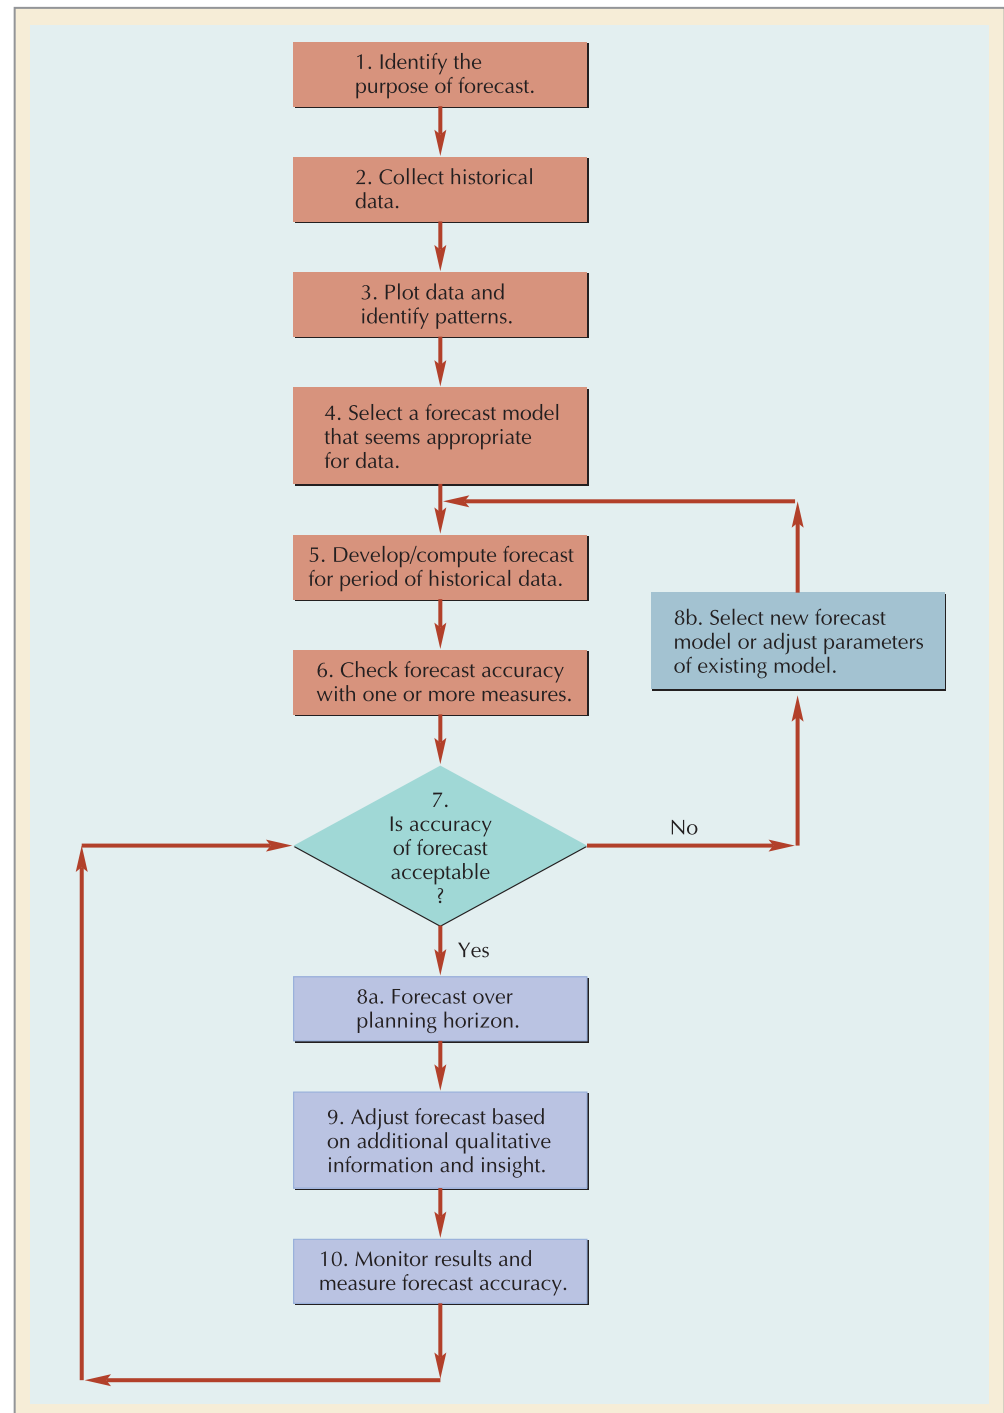 1. Identify the
purpose of forecast.
2. Collect historical
data.
3. Plot data and
identify patterns.
4. Select a forecast model
that seems appropriate
for data.
5. Develop/compute forecast
for period of historical data.
6. Check forecast accuracy
with one or more measures.
7.
Is accuracy
of forecast
acceptable
?
No
8b. Select new forecast
model or adjust parameters
of existing model.
Yes
8a. Forecast over
planning horizon.
9. Adjust forecast based
on additional qualitative
information and insight.
10. Monitor results and
measure forecast accuracy.